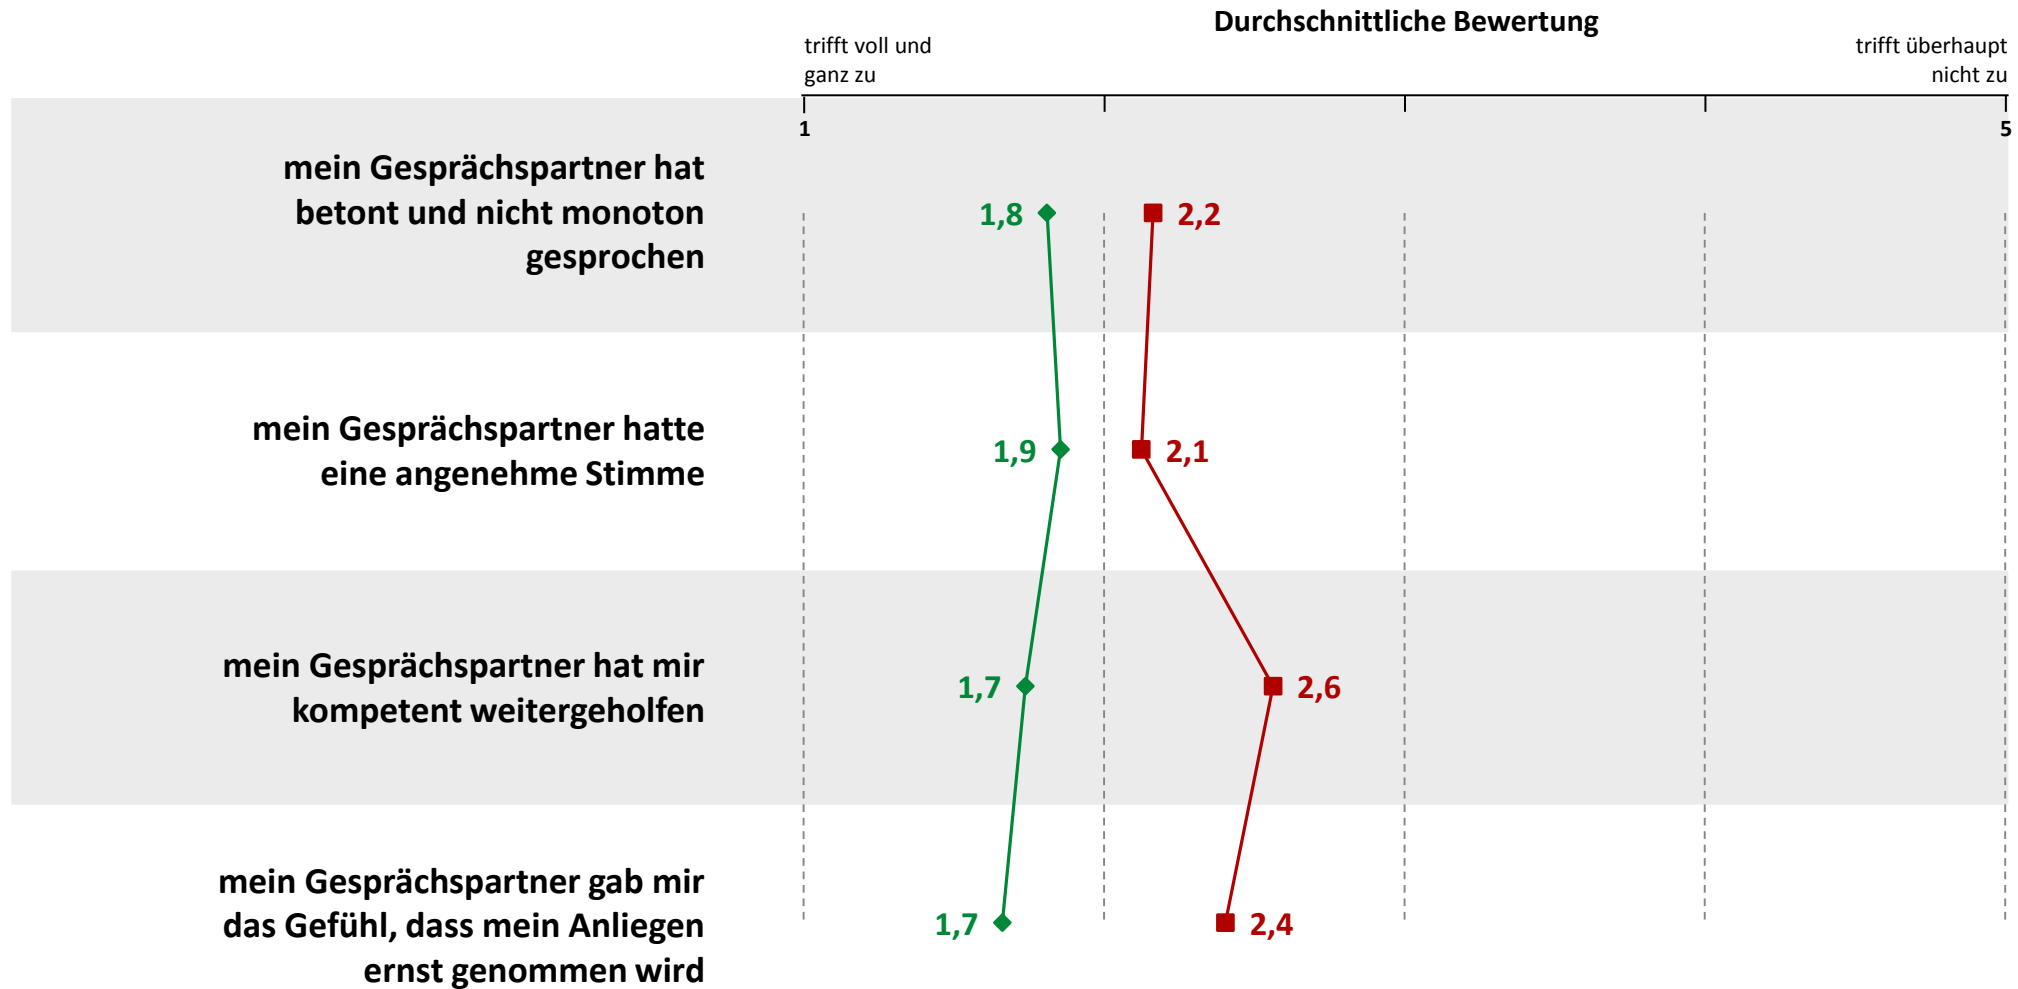 Durchschnittliche Bewertung
trifft voll und
ganz zu
trifft überhaupt
nicht zu
1
5
mein Gesprächspartner hat
betont und nicht monoton
gesprochen
1,8
2,2
mein Gesprächspartner hatte
eine angenehme Stimme
1,9
2,1
mein Gesprächspartner hat mir
kompetent weitergeholfen
1,7
2,6
mein Gesprächspartner gab mir
das Gefühl, dass mein Anliegen
ernst genommen wird
1,7
2,4